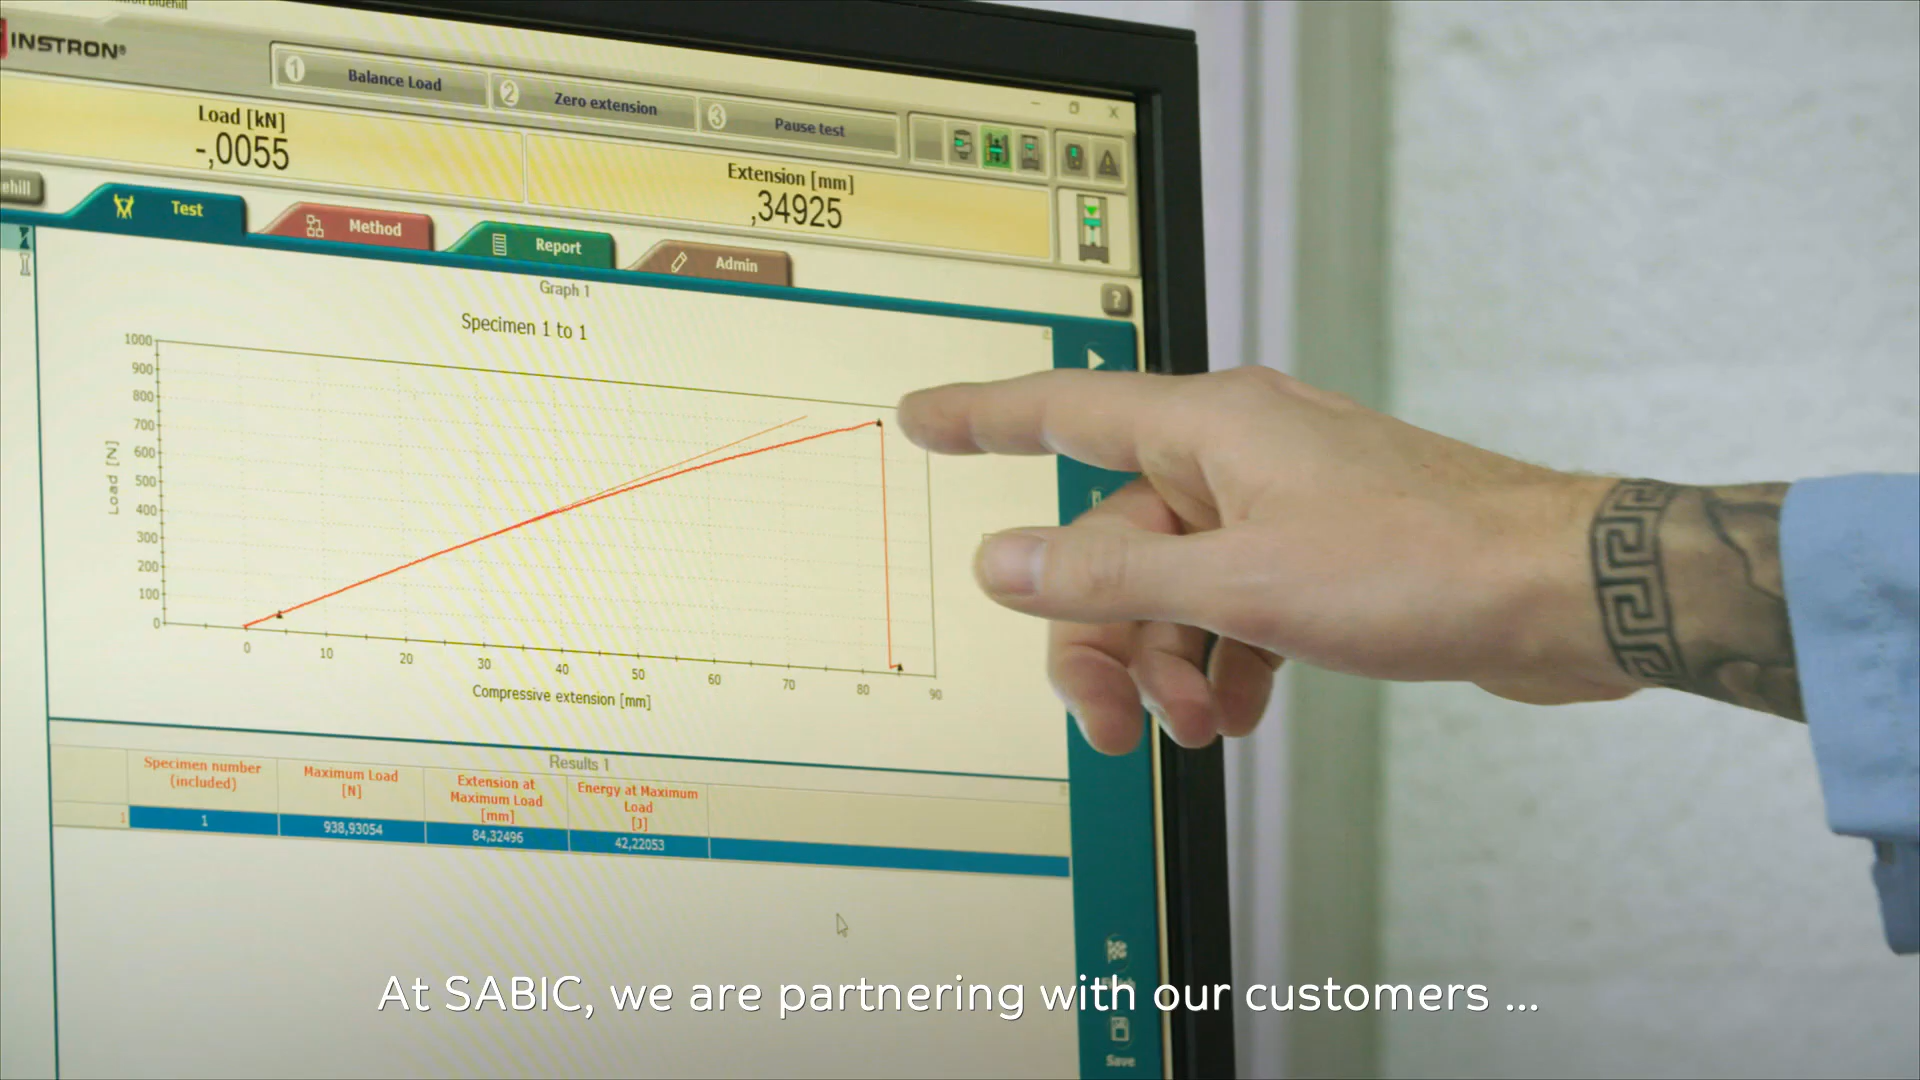 INSTRON®
1 Balance Load
2 Zero extension
3 Pause test
Load [kN]
-,0055
Extension [mm]
,34925
ehill
Test
Method
Report
Admin
?
Graph 1
Specimen 1 to 1
Load [N]
1000
900
800
700
600
500
400
300
200
100
0
0 10 20 30 40 50 60 70 80 90
Compressive extension [mm]
Results 1
Specimen number
(included)
Maximum Load
[N]
Extension at
Maximum Load
[mm]
Energy at Maximum
Load
[J]
1 1 938,93054 84,32496 42,22053
At SABIC, we are partnering with our customers ...
Save